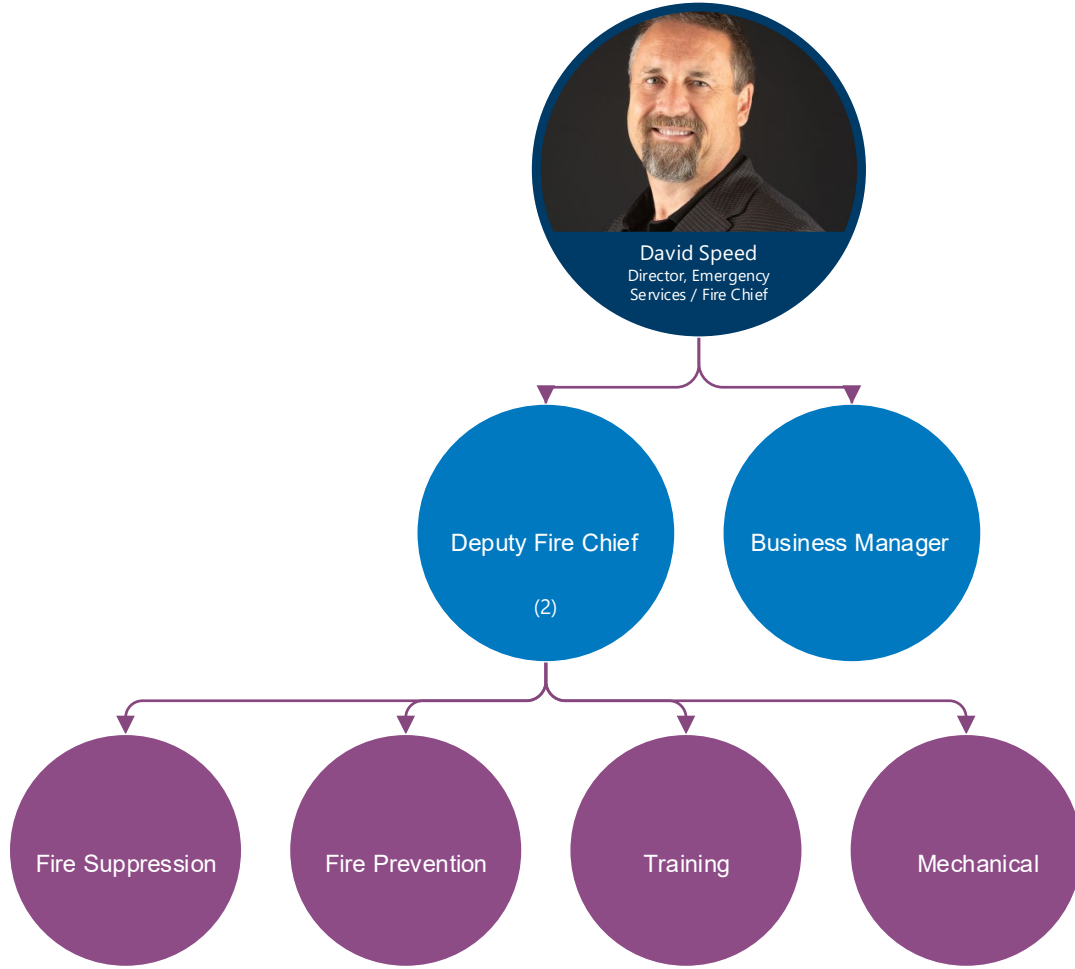 David Speed
Director, Emergency
Services / Fire Chief
Deputy Fire Chief
(2)
Business Manager
Fire Suppression
Fire Prevention
Training
Mechanical